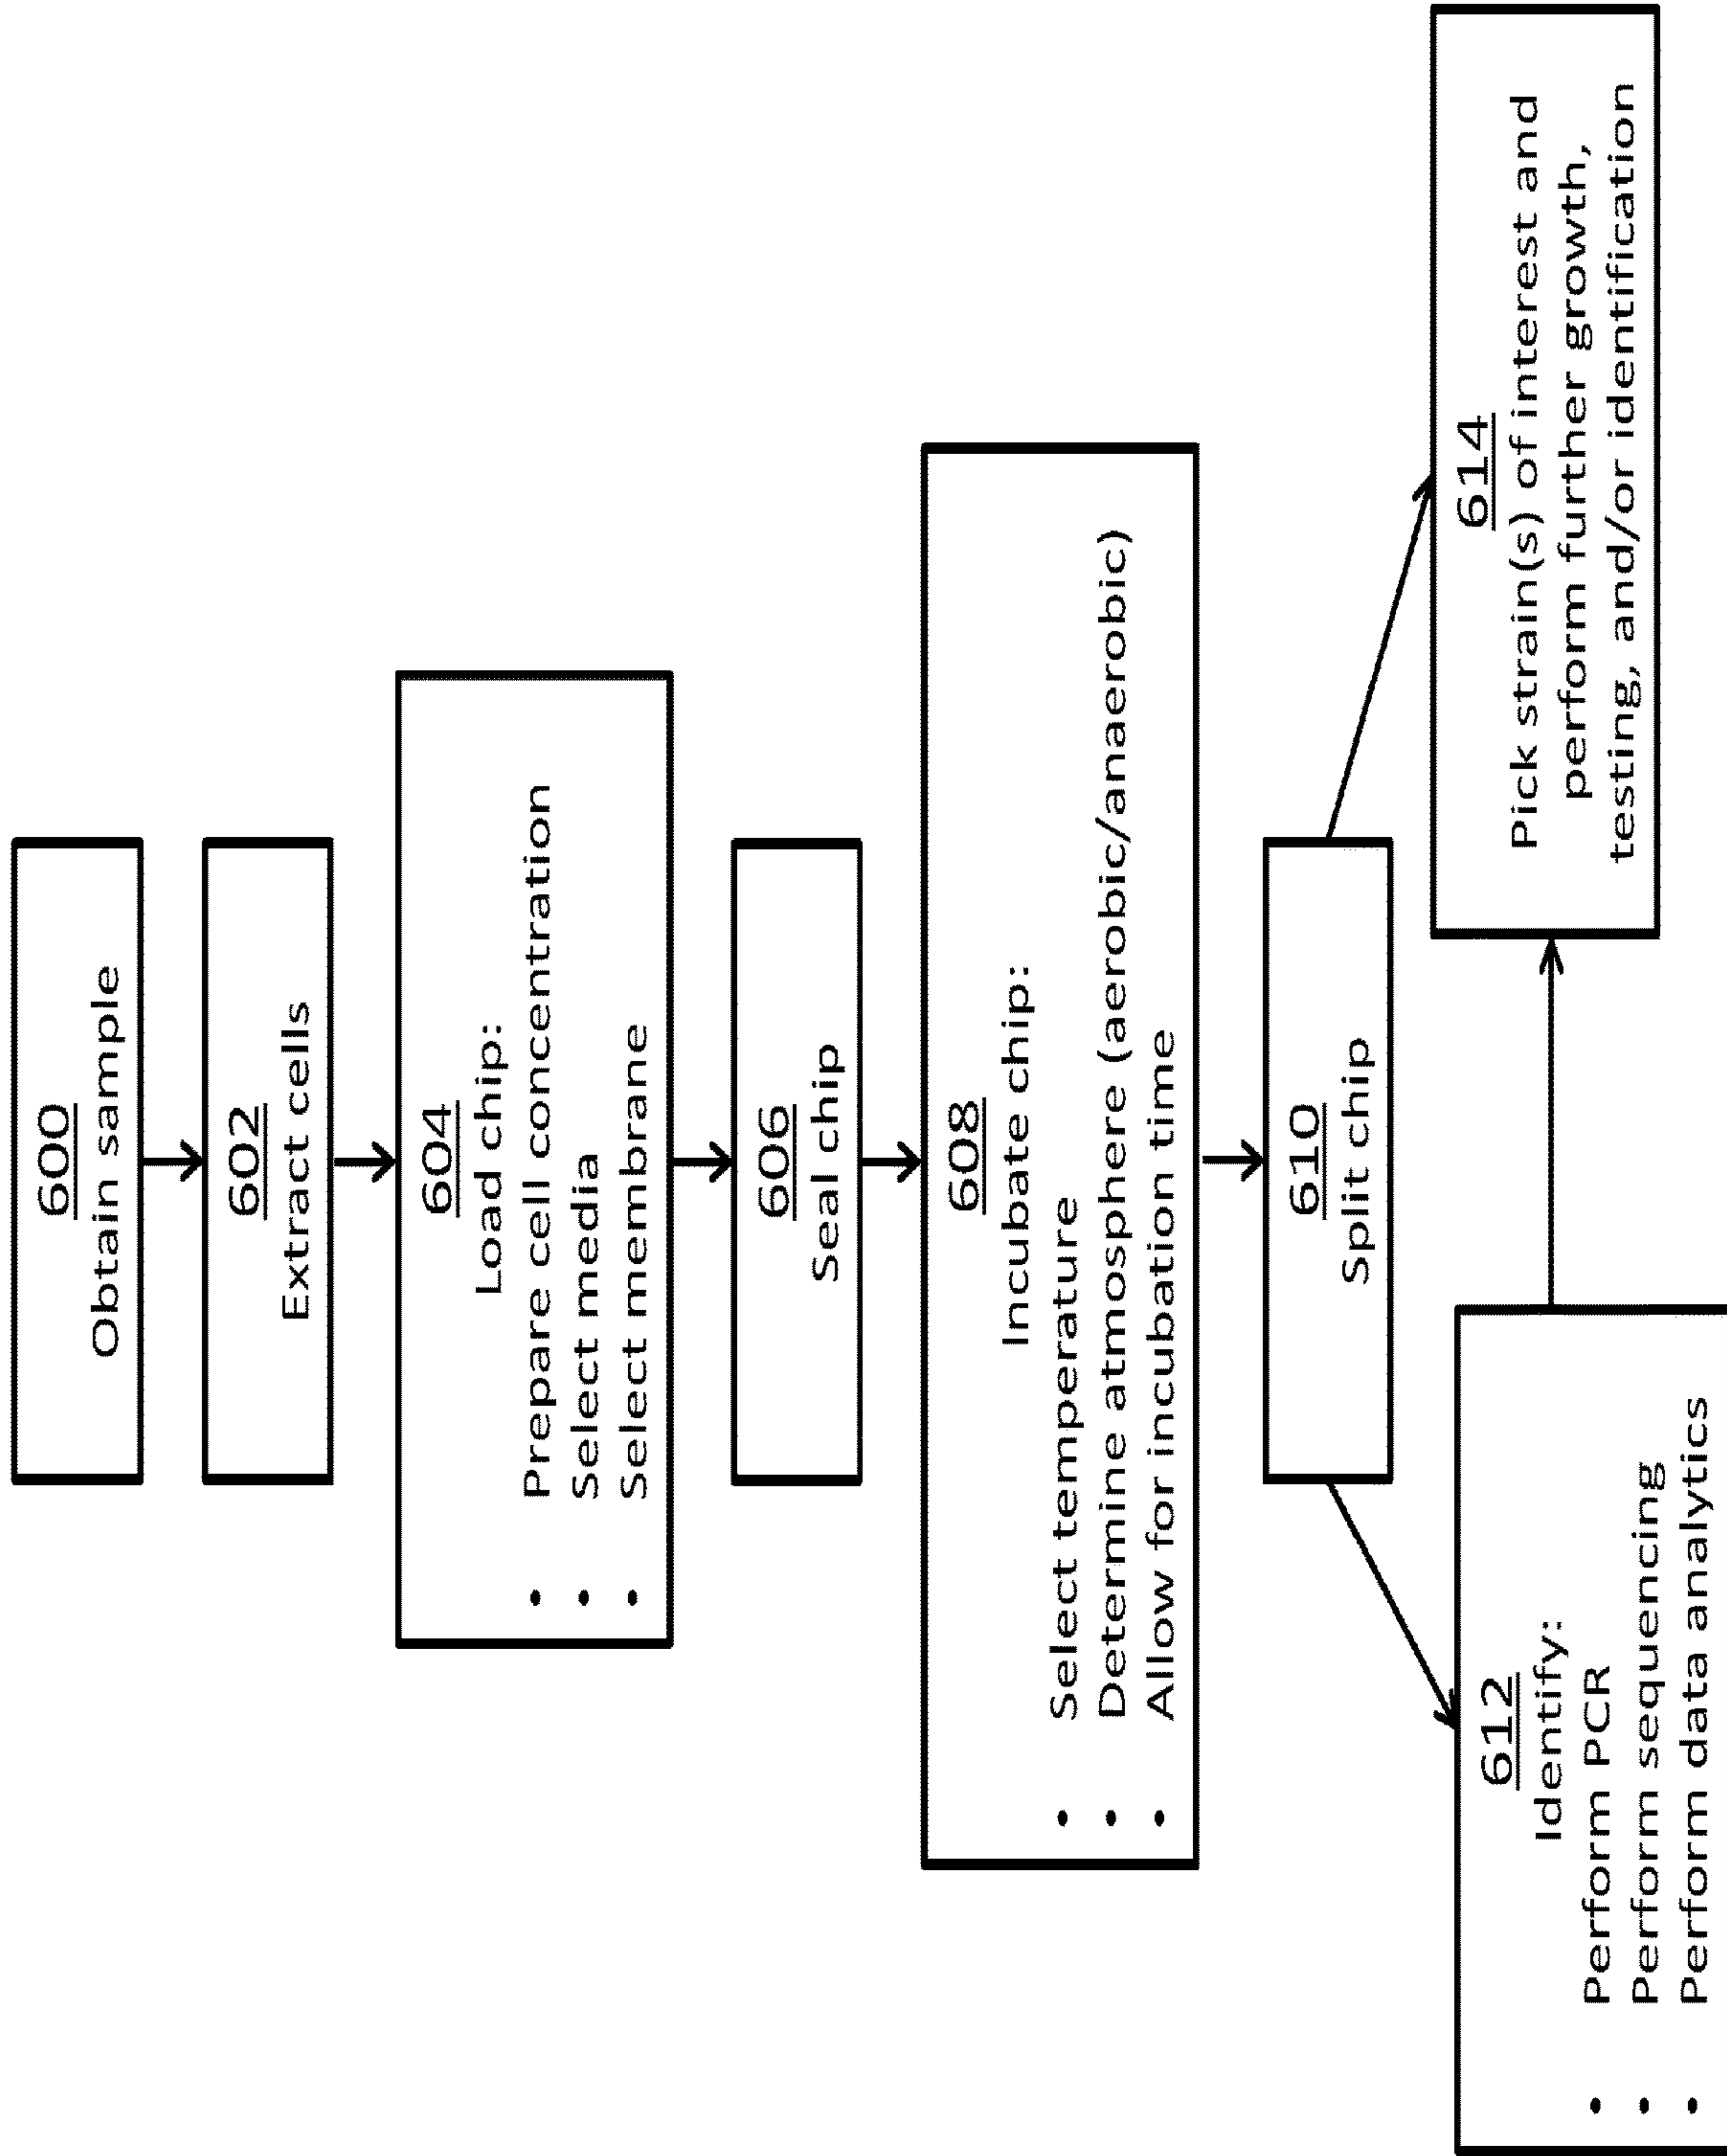 600
Obtain sample
602
Extract cells
604
Load chip:
• Prepare cell concentration
• Select media
• Select membrane
606
Seal chip
608
Incubate chip:
• Select temperature
• Determine atmosphere (aerobic/anaerobic)
• Allow for incubation time
610
Split chip
612
Identify:
• Perform PCR
• Perform sequencing
• Perform data analytics
614
Pick strain(s) of interest and
perform further growth,
testing, and/or identification